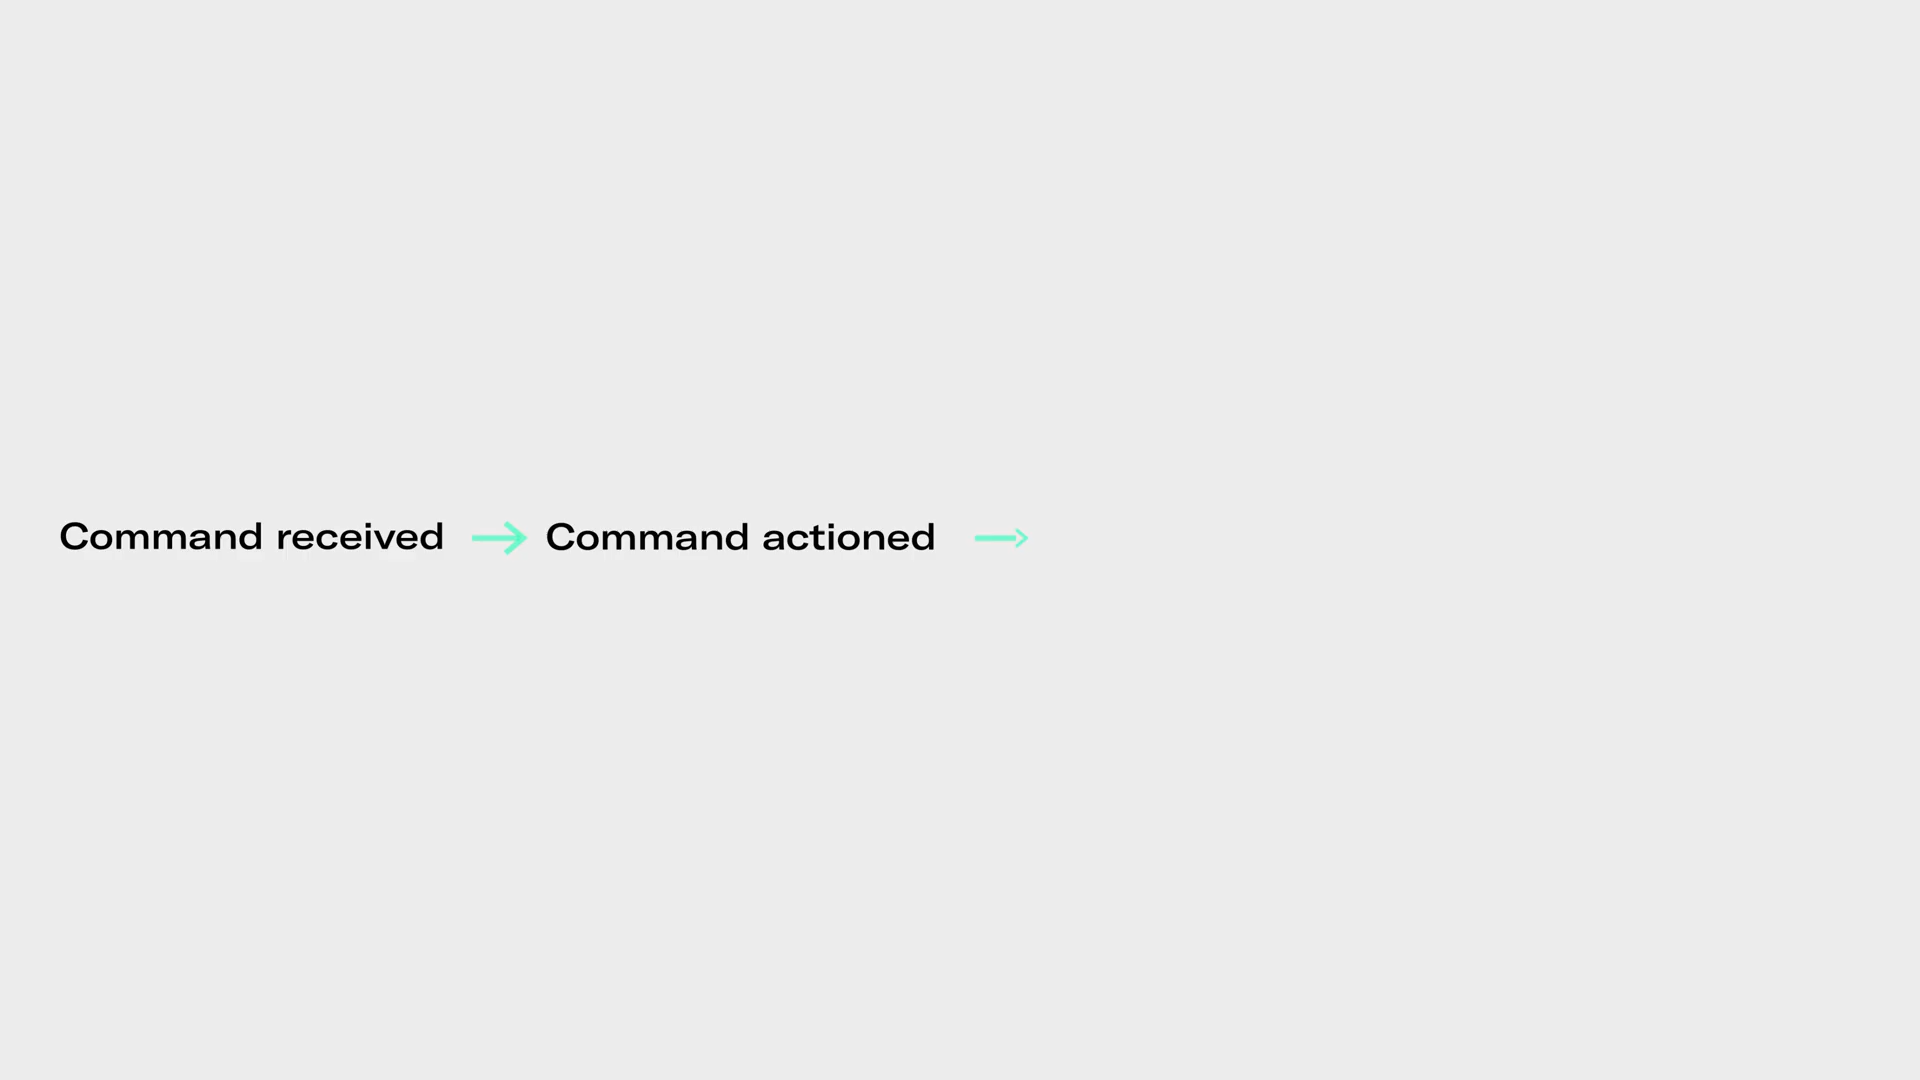 Command received → Command actioned →